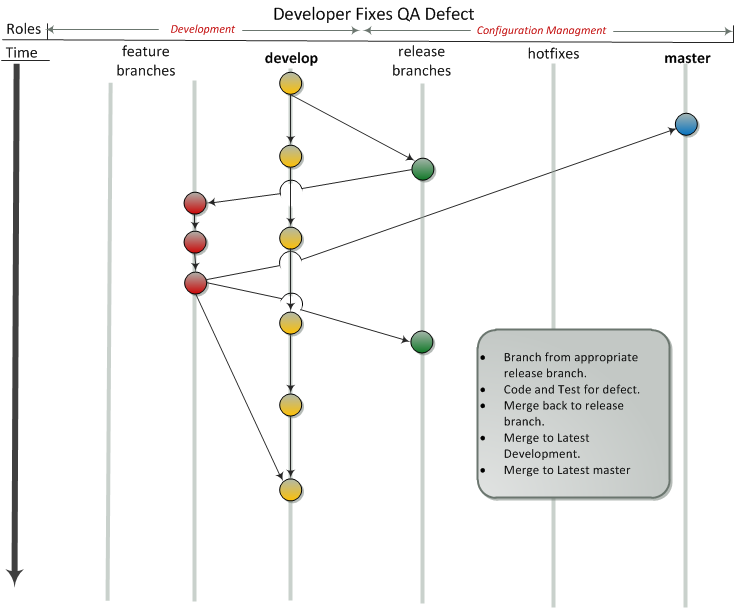 Developer Fixes QA Defect
Roles
Development
Configuration Managment
Time
feature
branches
develop
release
branches
hotfixes
master
• Branch from appropriate
release branch.
• Code and Test for defect.
• Merge back to release
branch.
• Merge to Latest
Development.
• Merge to Latest master